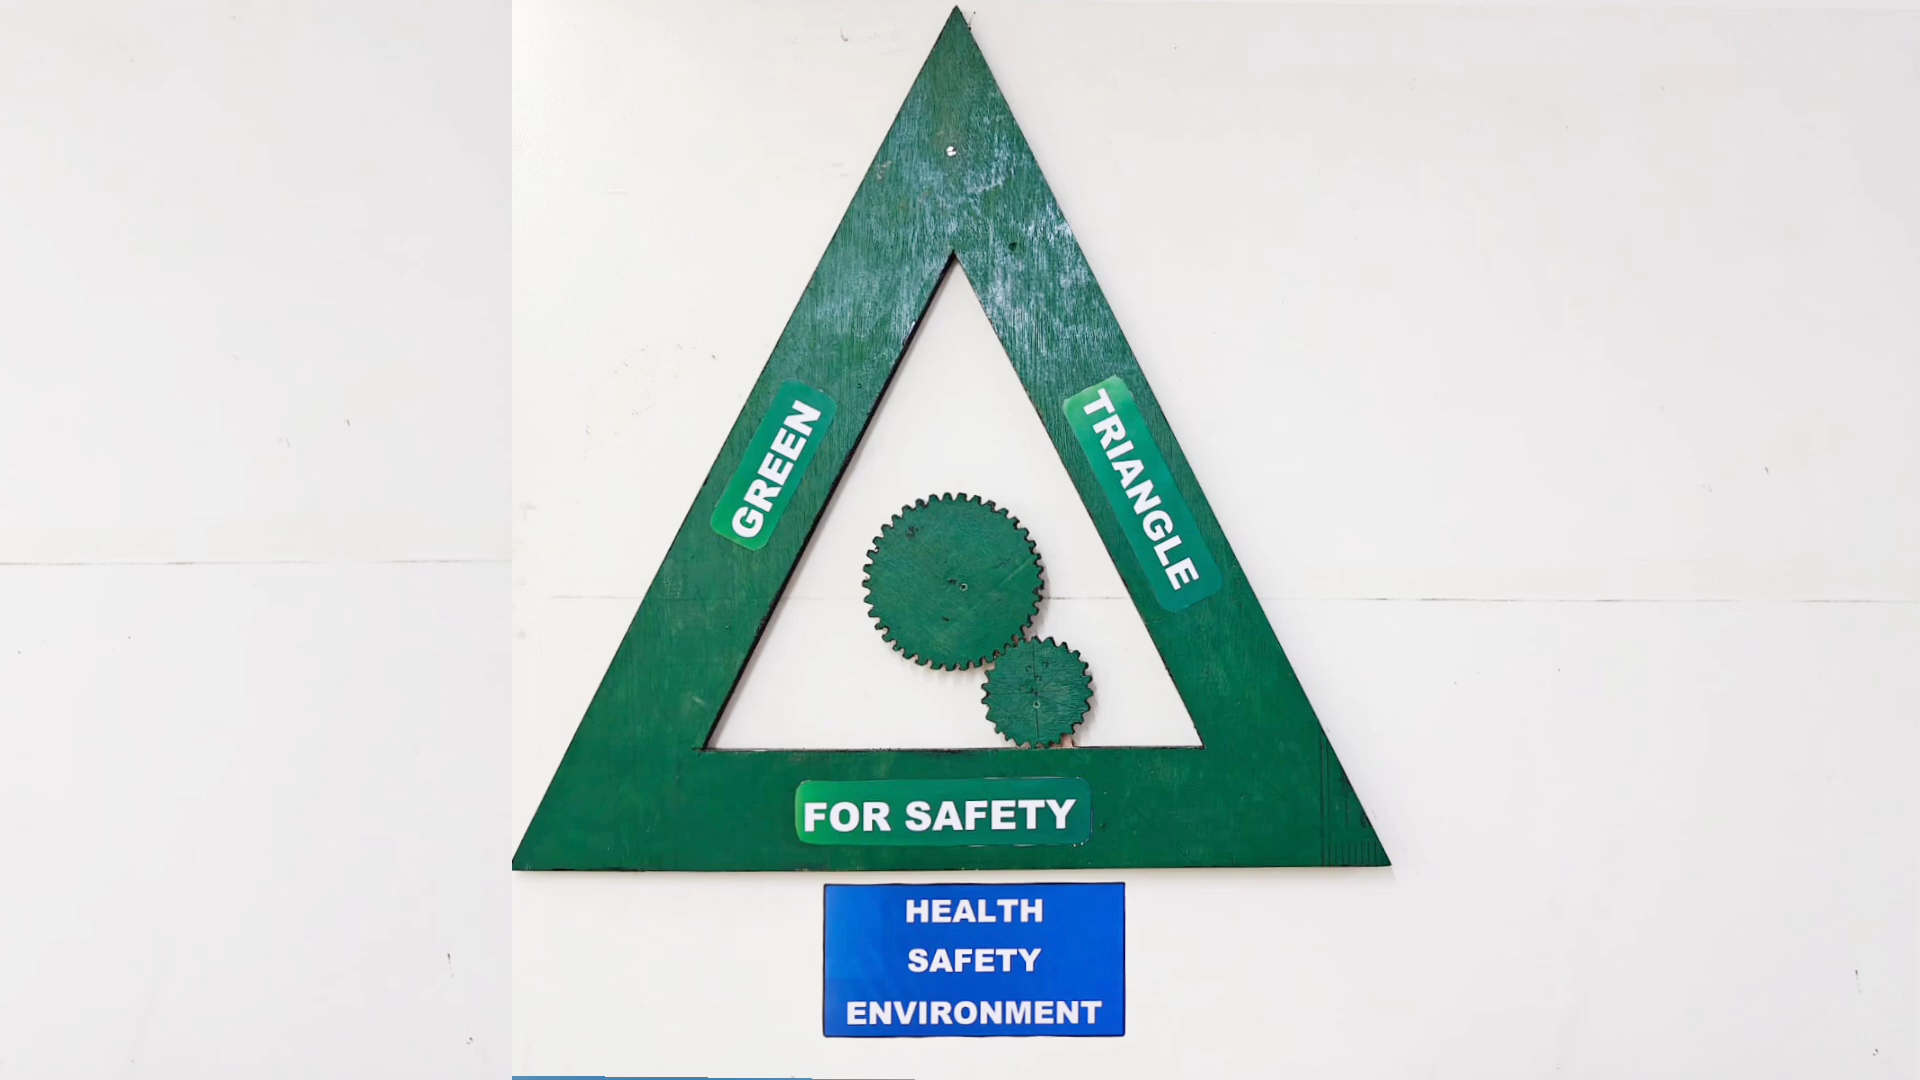 GREEN
TRIANGLE
FOR SAFETY
HEALTH
SAFETY
ENVIRONMENT